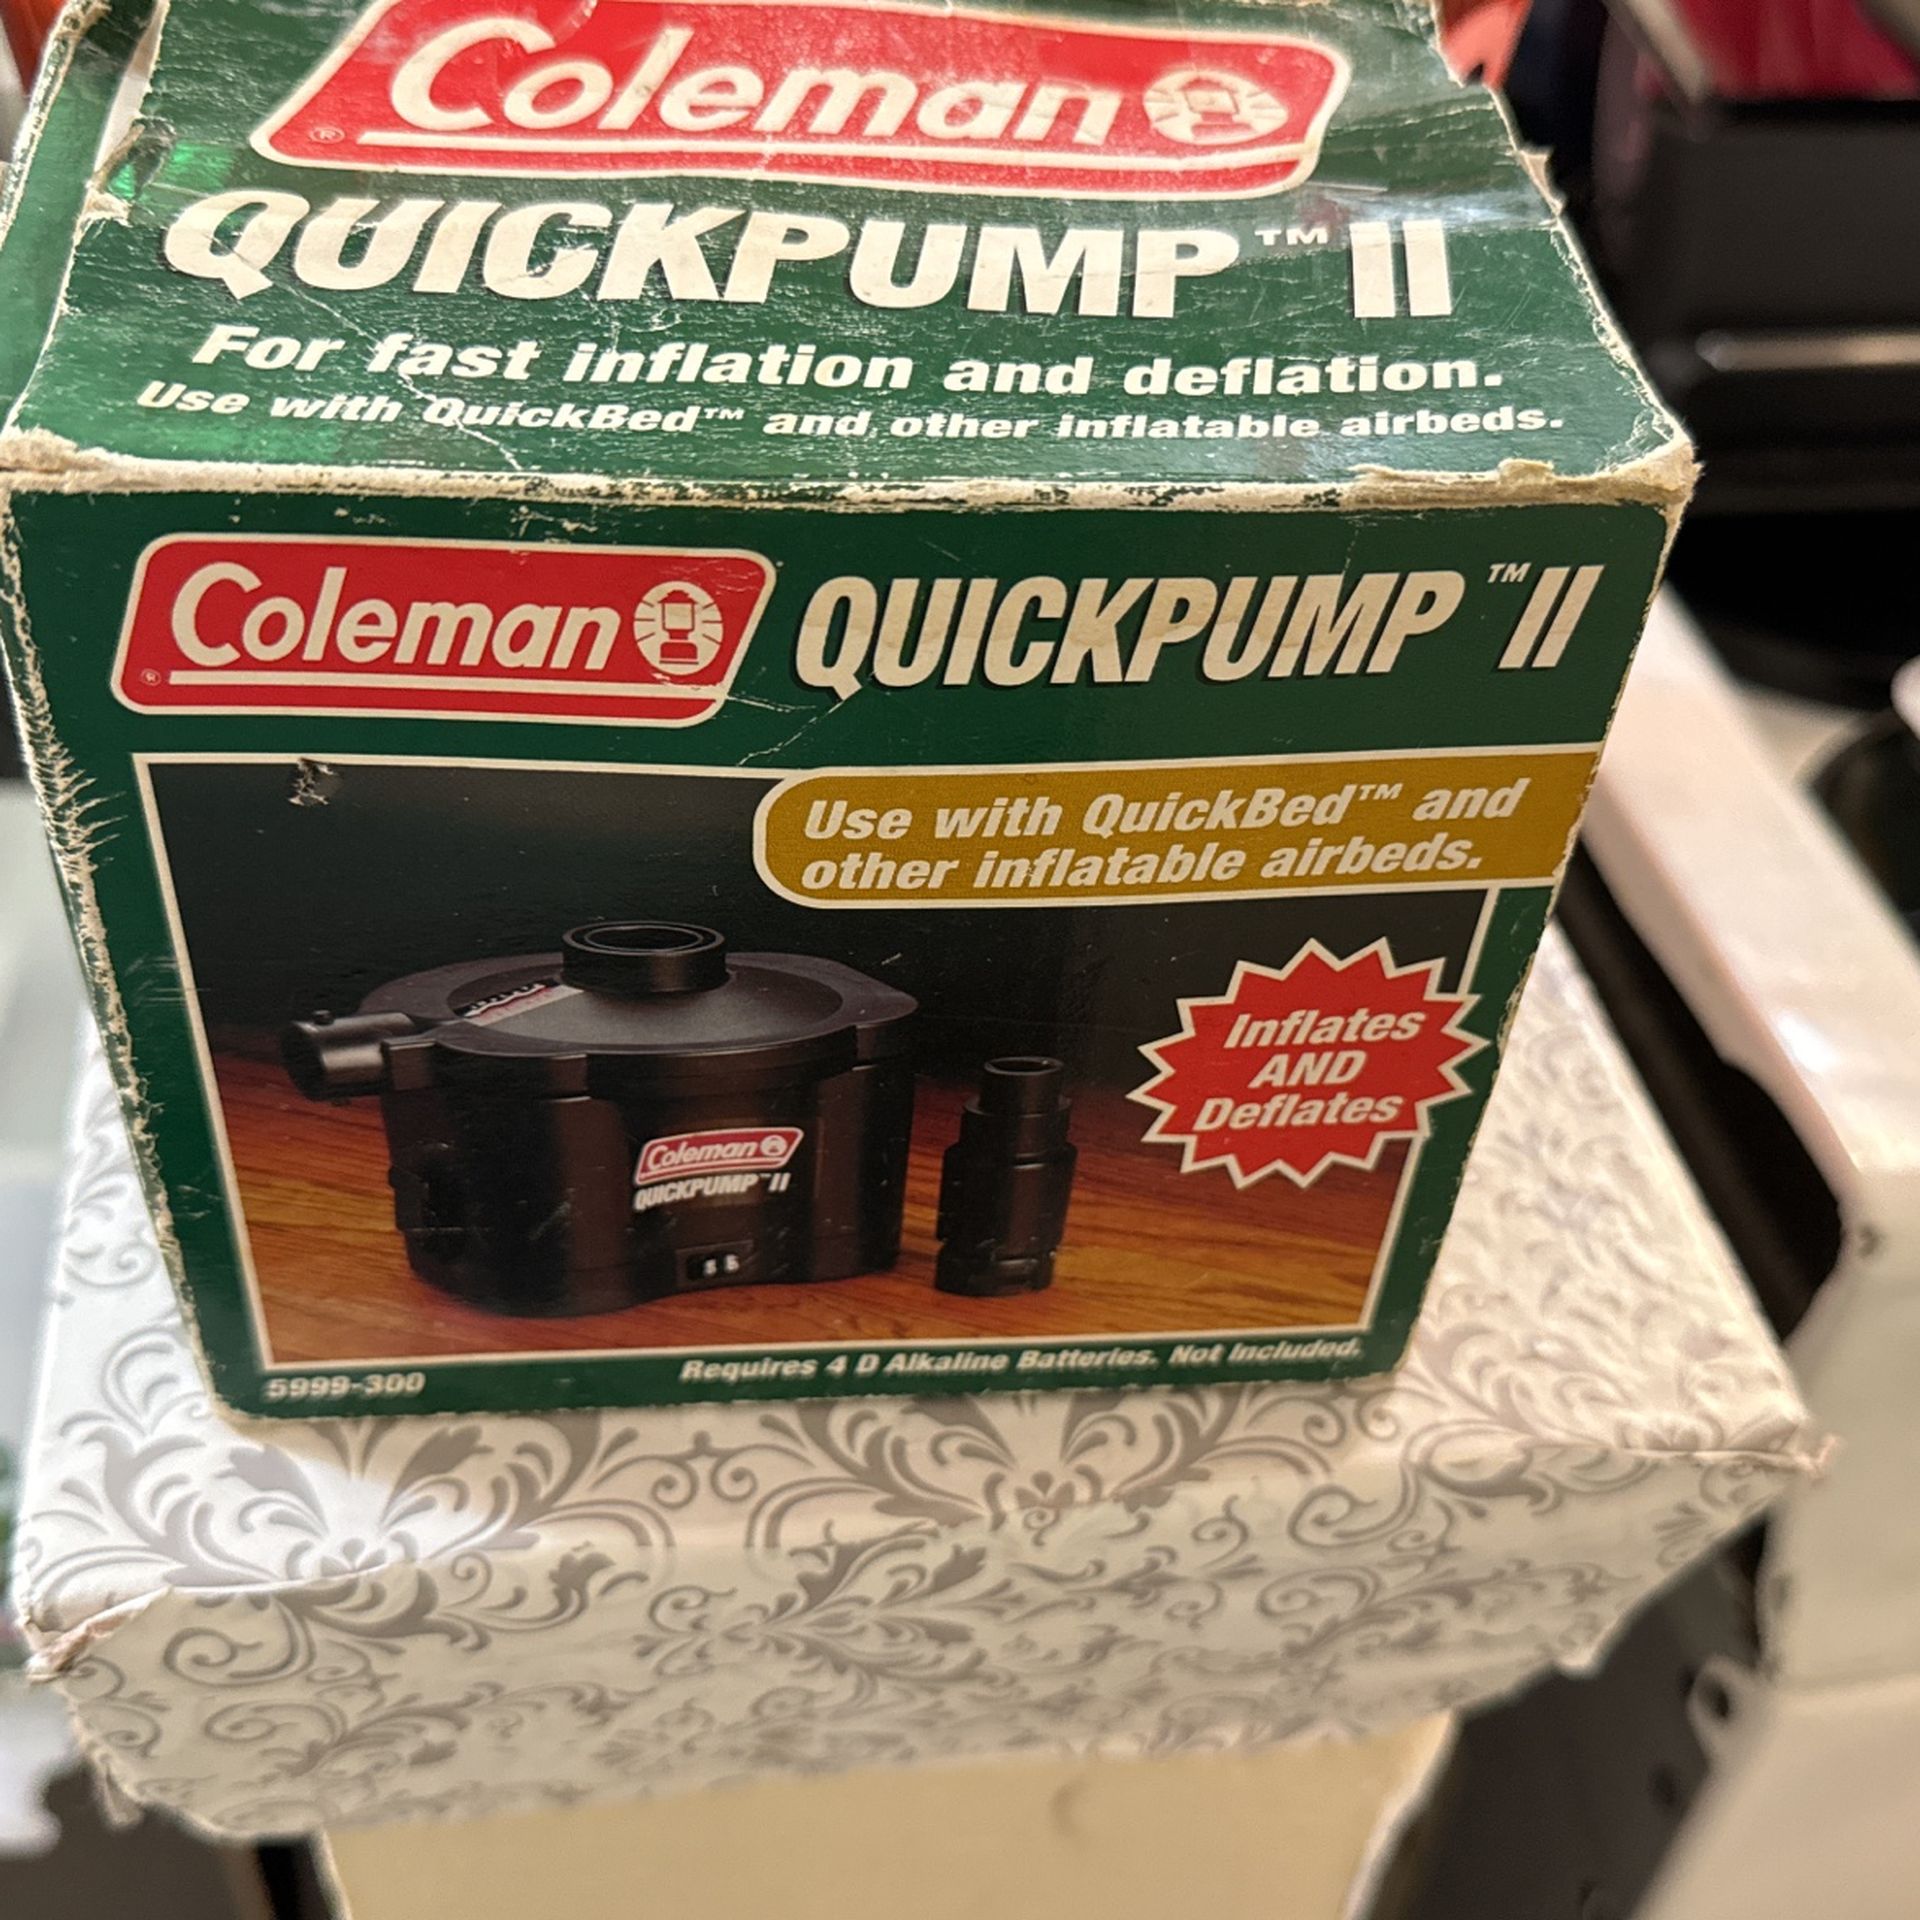 Coleman ®
QUICKPUMP™ II
For fast inflation and deflation.
Use with QuickBed™ and other inflatable airbeds.
Coleman ®
QUICKPUMP™ II
Use with QuickBed™ and
other inflatable airbeds.
Inflates
AND
Deflates
Coleman
QUICKPUMP™ II
5999-300
Requires 4 D Alkaline Batteries. Not Included.